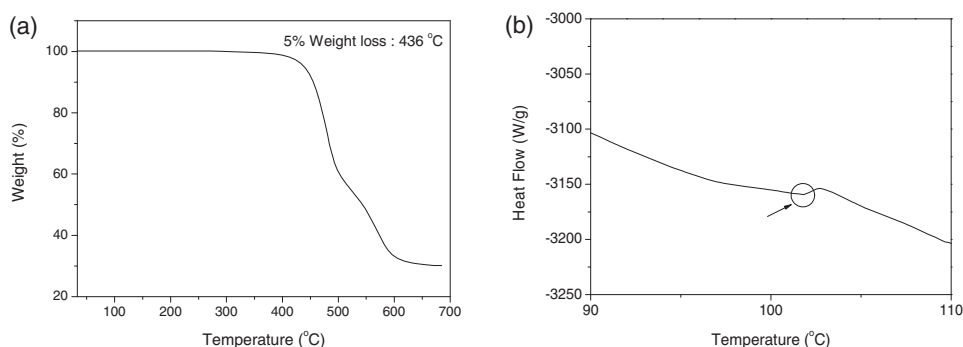 (a)
5% Weight loss : 436 °C
100
80
60
40
20
Weight (%)
100 200 300 400 500 600 700
Temperature (°C)
(b)
-3000
-3050
-3100
-3150
-3200
-3250
Heat Flow (W/g)
90 100 110
Temperature (°C)